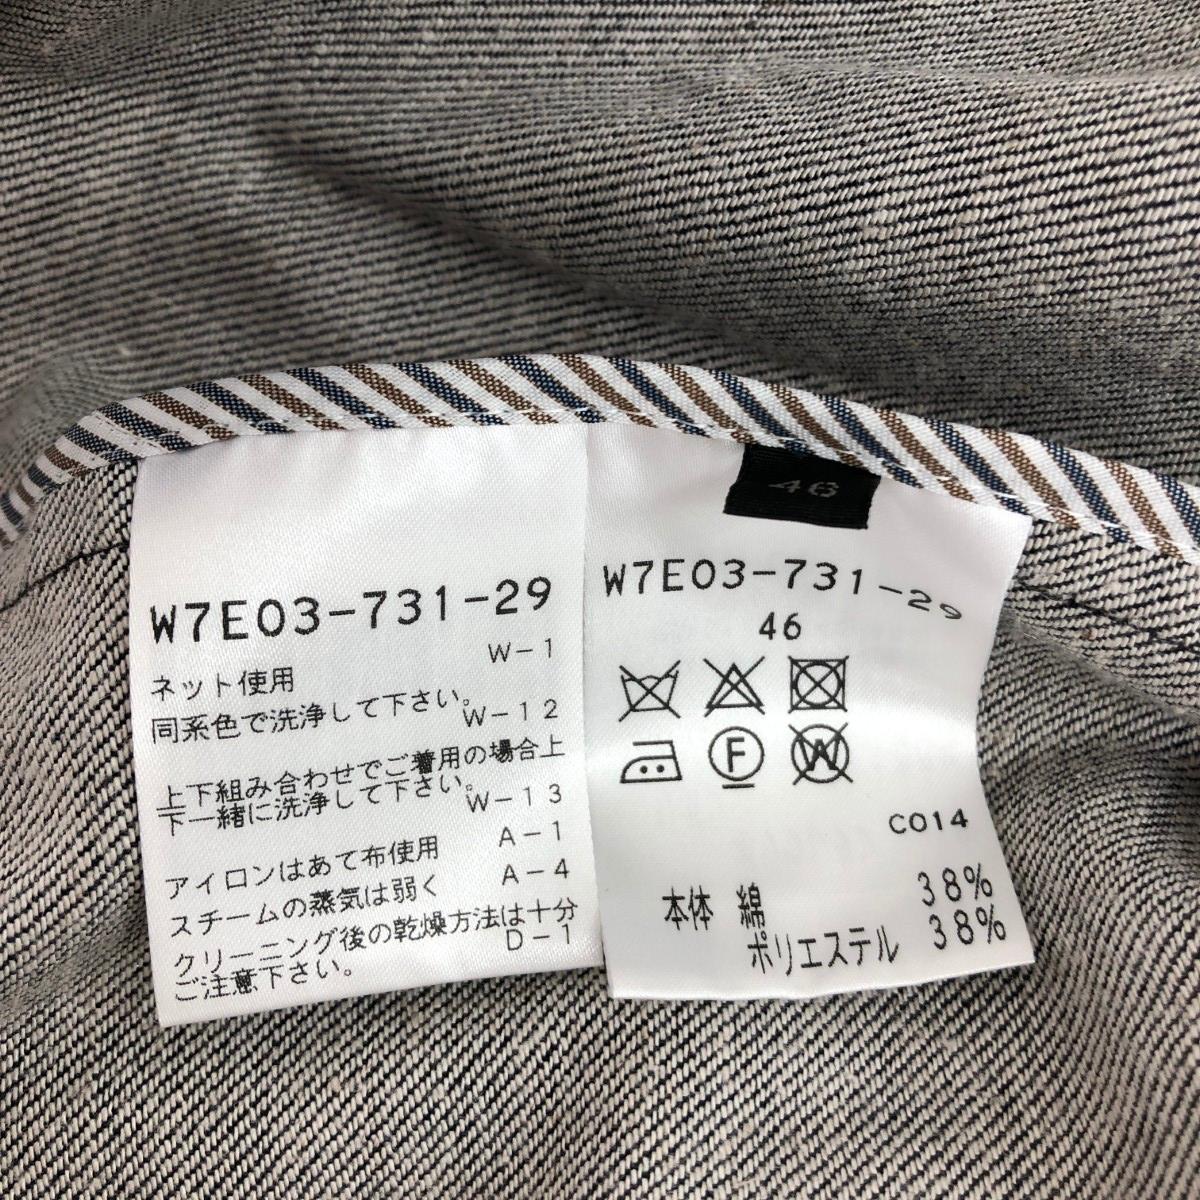 W7E03-731-29
W-1
ネット使用
同系色で洗浄して下さい。
W-12
上下組み合わせでご着用の場合上
下一緒に洗浄して下さい。
W-13
A-1
アイロンはあて布使用
A-4
スチームの蒸気は弱く
クリーニング後の乾燥方法は十分
D-1
ご注意下さい。
46
W7E03-731-29
46
F
W
C014
本体 綿 38%
ポリエステル 38%